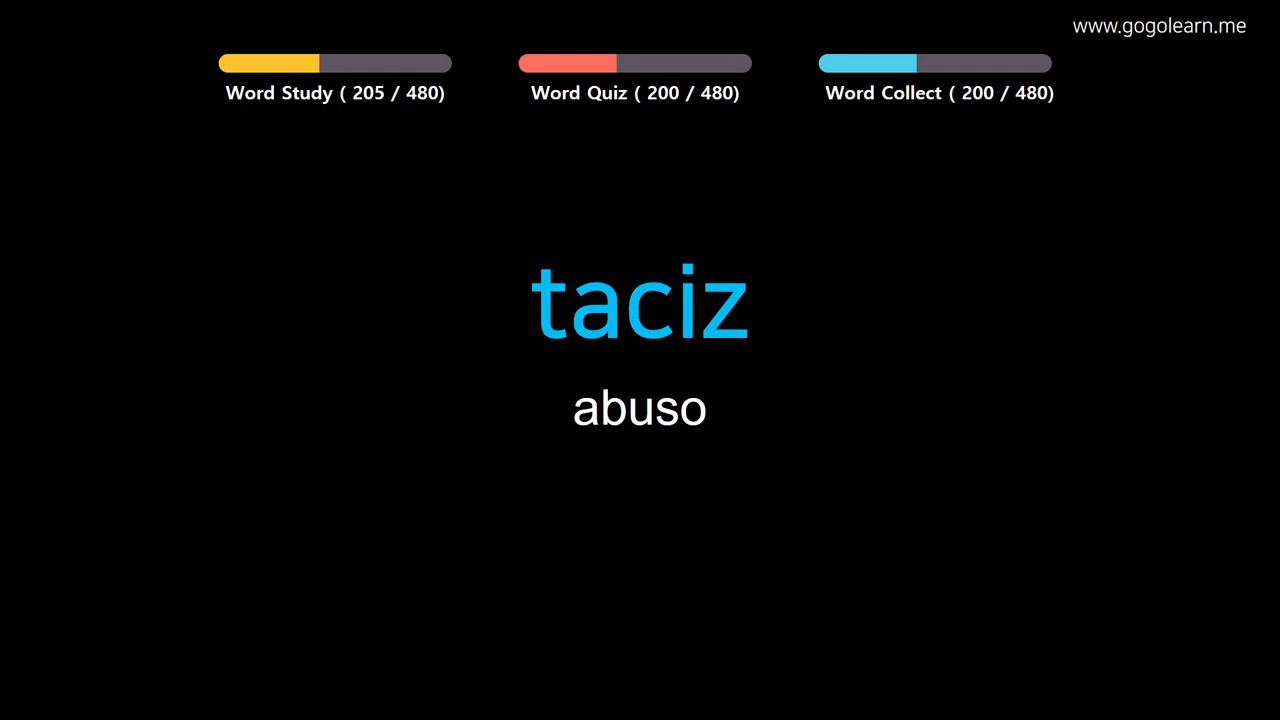 www.gogolearn.me
Word Study ( 205 / 480)
Word Quiz ( 200 / 480)
Word Collect ( 200 / 480)
taciz
abuso